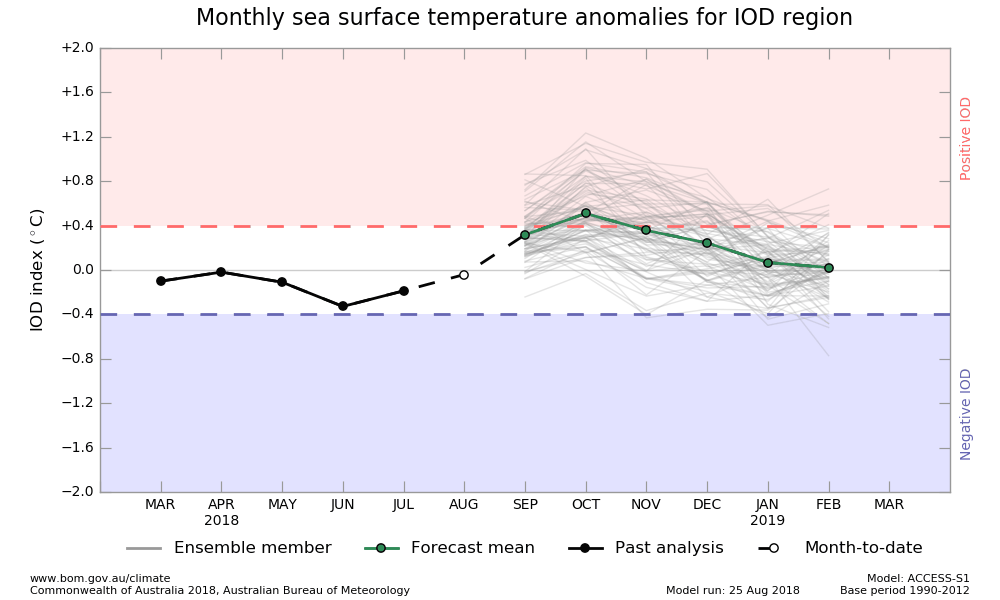 Monthly sea surface temperature anomalies for IOD region
+2.0
+1.6
+1.2
+0.8
+0.4
0.0
−0.4
−0.8
−1.2
−1.6
−2.0
IOD index (°C)
Positive IOD
Negative IOD
MAR APR MAY JUN JUL AUG SEP OCT NOV DEC JAN FEB MAR
2018 2019
Ensemble member Forecast mean Past analysis Month-to-date
www.bom.gov.au/climate Model: ACCESS-S1
Commonwealth of Australia 2018, Australian Bureau of Meteorology Model run: 25 Aug 2018 Base period 1990-2012